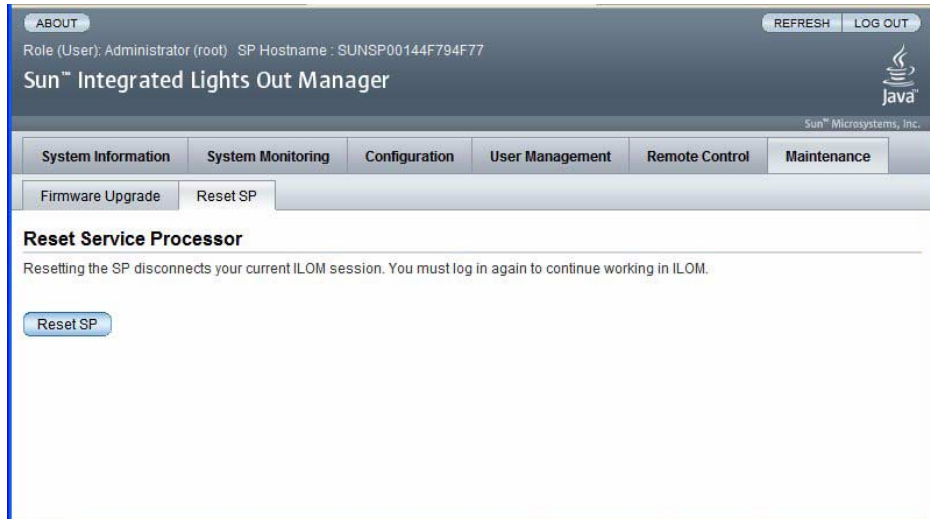 ABOUT REFRESH LOG OUT
Role (User): Administrator (root) SP Hostname : SUNSP00144F794F77
Sun™ Integrated Lights Out Manager
Java™
Sun™ Microsystems, Inc.
System Information System Monitoring Configuration User Management Remote Control Maintenance
Firmware Upgrade Reset SP
Reset Service Processor
Resetting the SP disconnects your current ILOM session. You must log in again to continue working in ILOM.
Reset SP